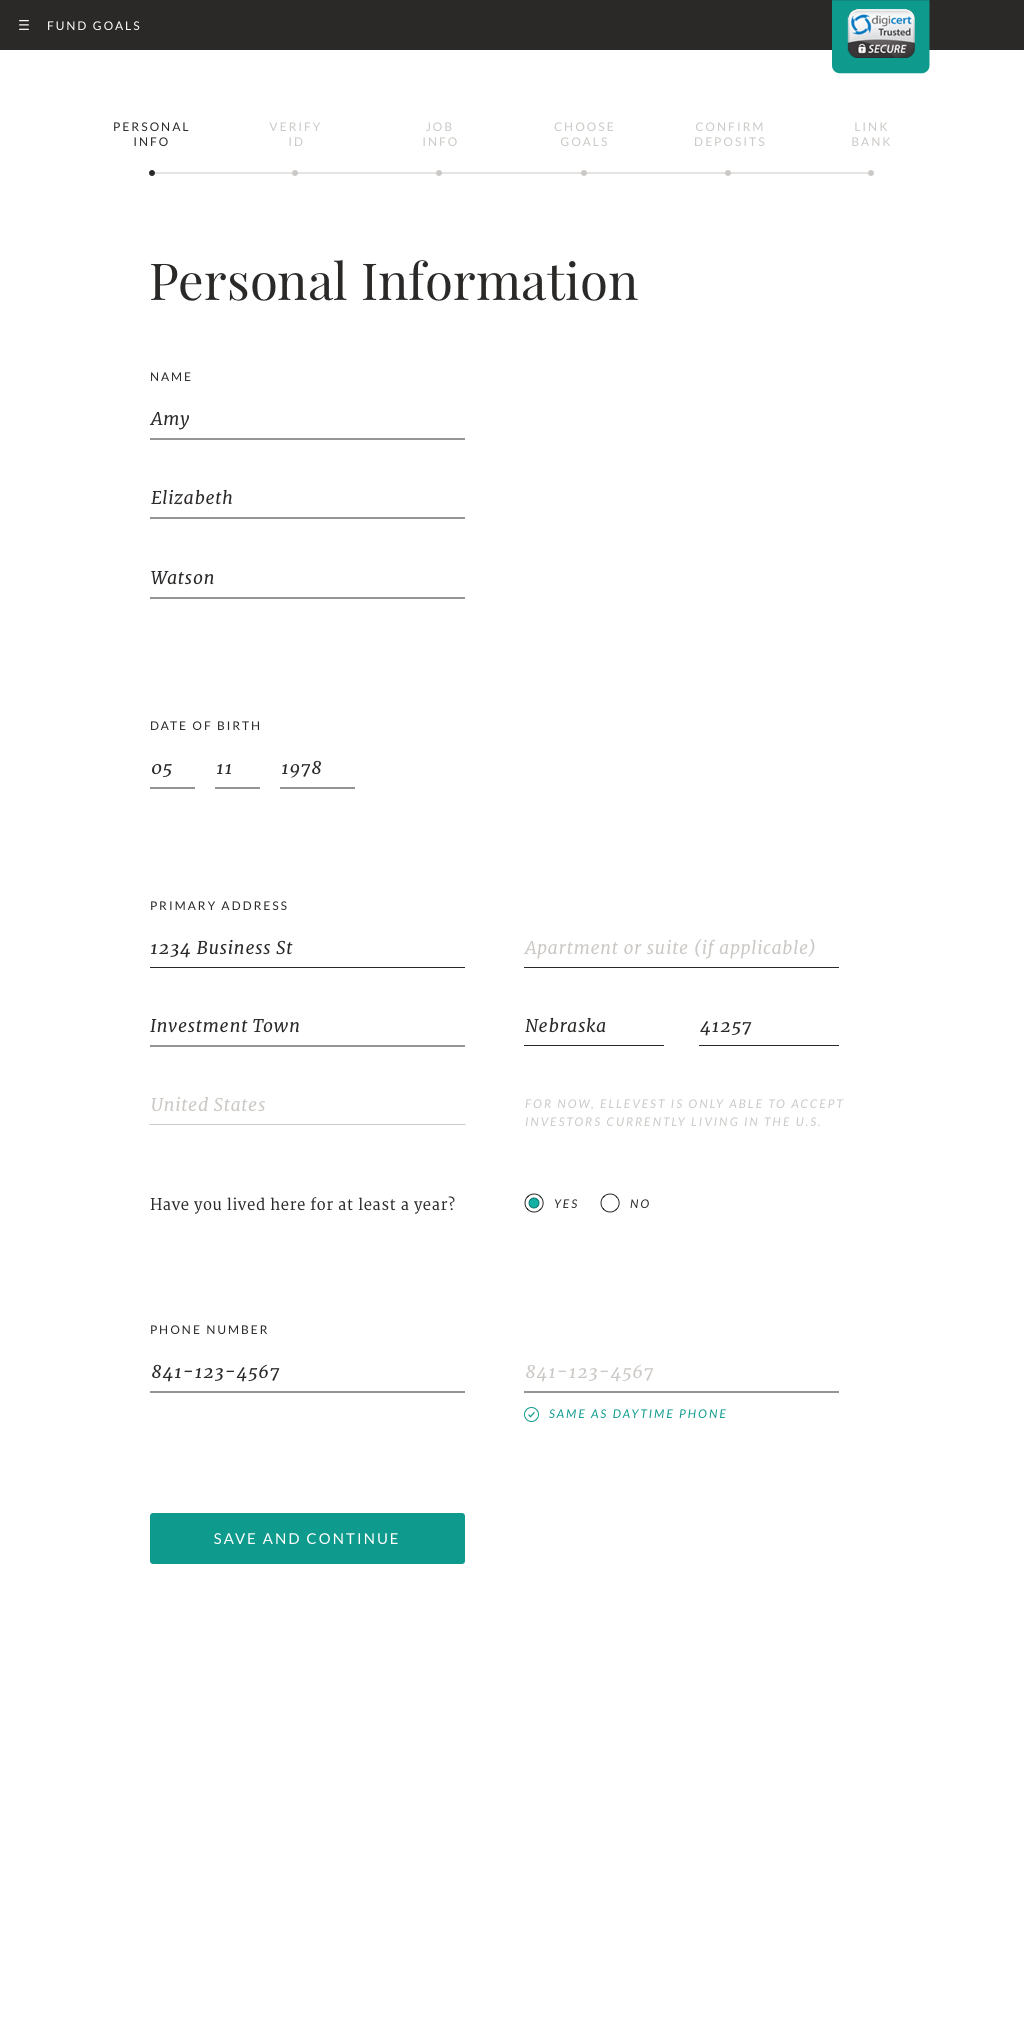 ☰ FUND GOALS
digicert
Trusted
SECURE
PERSONAL INFO
VERIFY ID
JOB INFO
CHOOSE GOALS
CONFIRM DEPOSITS
LINK BANK
Personal Information
NAME
Amy
Elizabeth
Watson
DATE OF BIRTH
05 11 1978
PRIMARY ADDRESS
1234 Business St
Apartment or suite (if applicable)
Investment Town
Nebraska
41257
United States
FOR NOW, ELLEVEST IS ONLY ABLE TO ACCEPT
INVESTORS CURRENTLY LIVING IN THE U.S.
Have you lived here for at least a year?
YES NO
PHONE NUMBER
841-123-4567
841-123-4567
SAME AS DAYTIME PHONE
SAVE AND CONTINUE